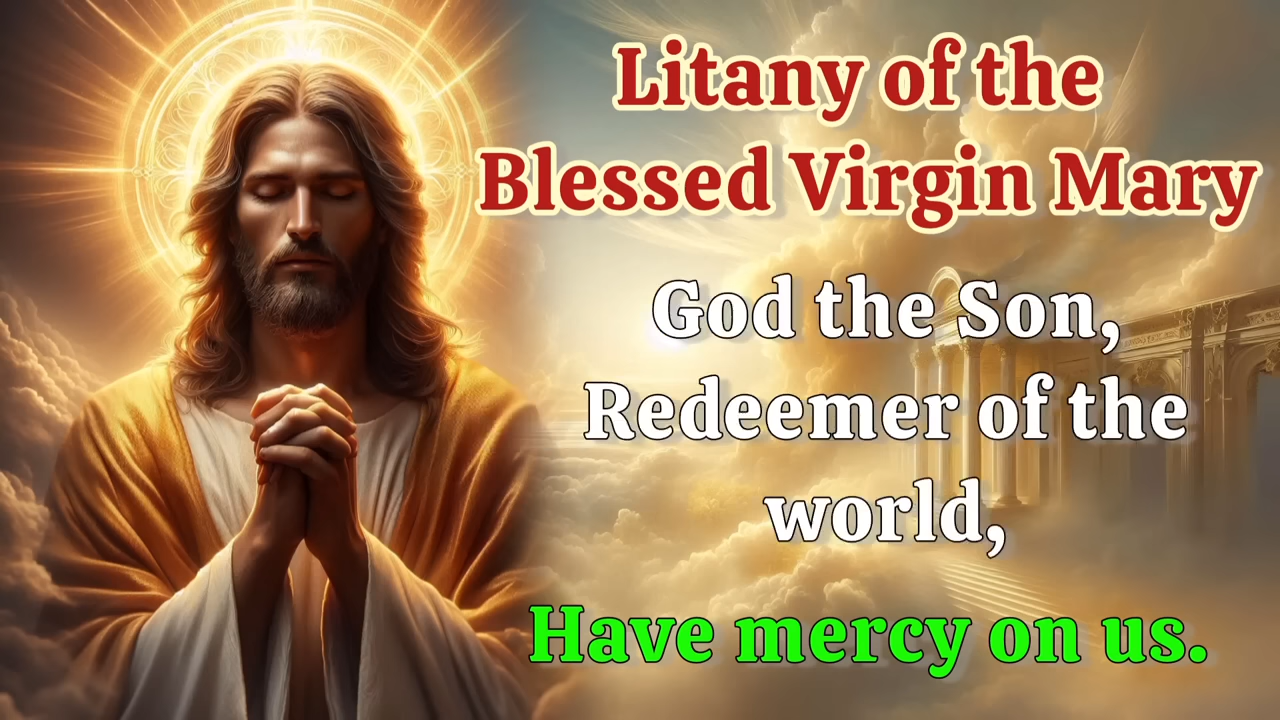 Litany of the
Blessed Virgin Mary
God the Son,
Redeemer of the
world,
Have mercy on us.